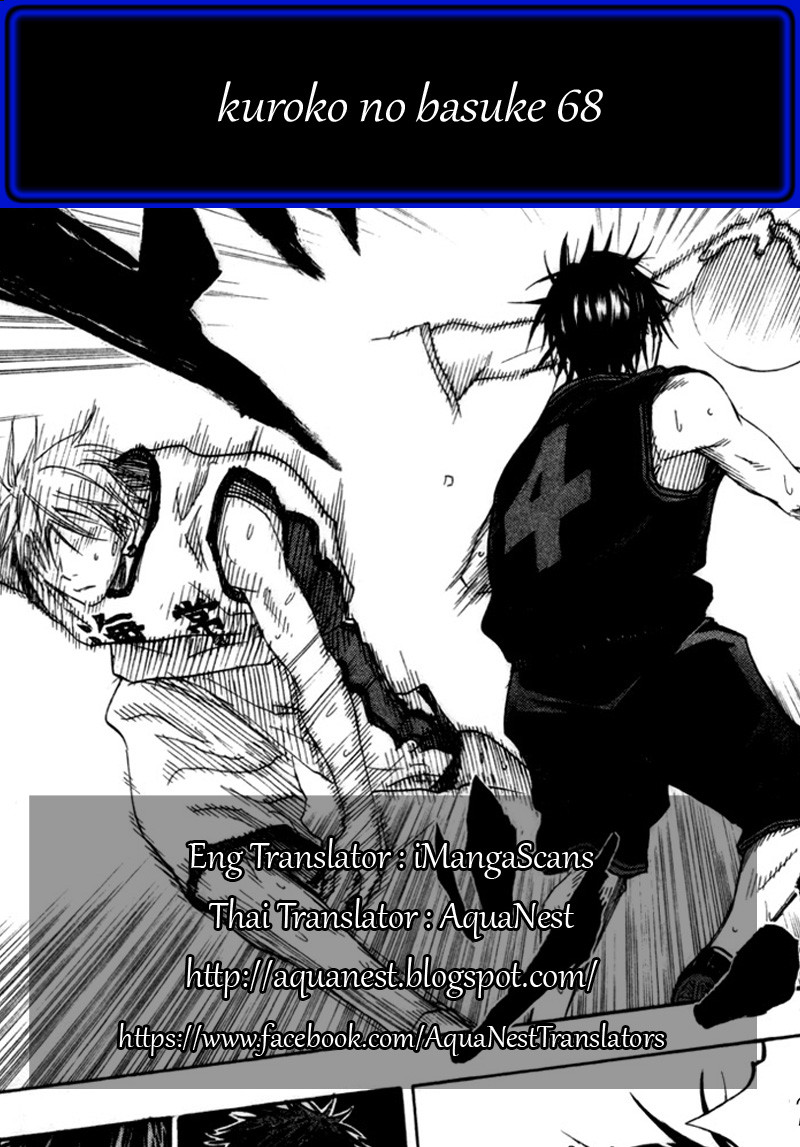 kuroko no basuke 68
4
海常
Eng Translator : iMangaScans
Thai Translator : AquaNest
http://aquanest.blogspot.com/
https://www.facebook.com/AquaNestTranslators